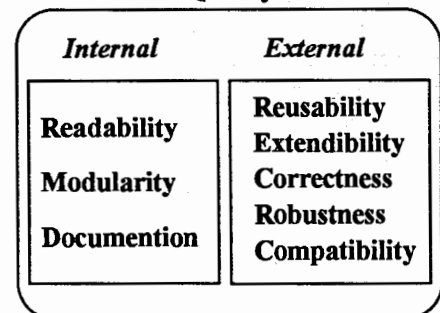 Internal
Readability
Modularity
Documention
External
Reusability
Extendibility
Correctness
Robustness
Compatibility